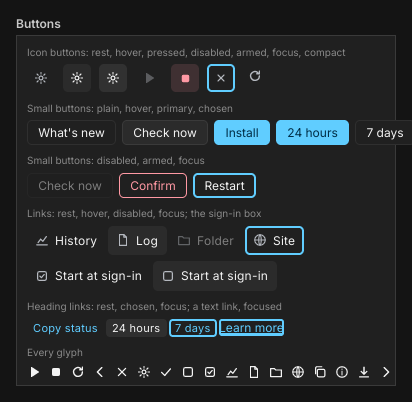 Buttons
Icon buttons: rest, hover, pressed, disabled, armed, focus, compact
Small buttons: plain, hover, primary, chosen
What's new Check now Install 24 hours 7 days
Small buttons: disabled, armed, focus
Check now Confirm Restart
Links: rest, hover, disabled, focus; the sign-in box
History Log Folder Site
Start at sign-in Start at sign-in
Heading links: rest, chosen, focus; a text link, focused
Copy status 24 hours 7 days Learn more
Every glyph